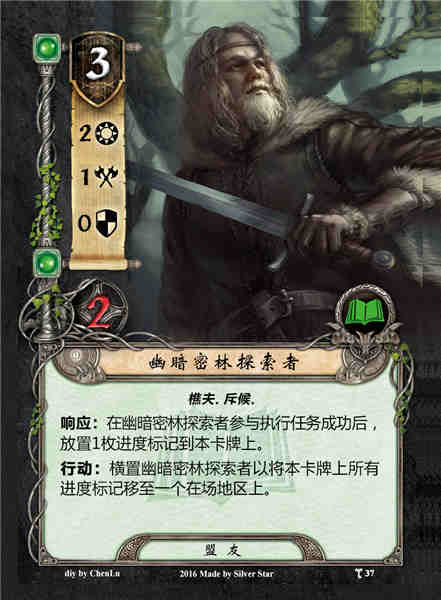 3
2
1
0
2
幽暗密林探索者
樵夫. 斥候.
响应：在幽暗密林探索者参与执行任务成功后，
放置1枚进度标记到本卡牌上。
行动：横置幽暗密林探索者以将本卡牌上所有
进度标记移至一个在场地区上。
盟友
diy by ChenLu
2016 Made by Silver Star
37